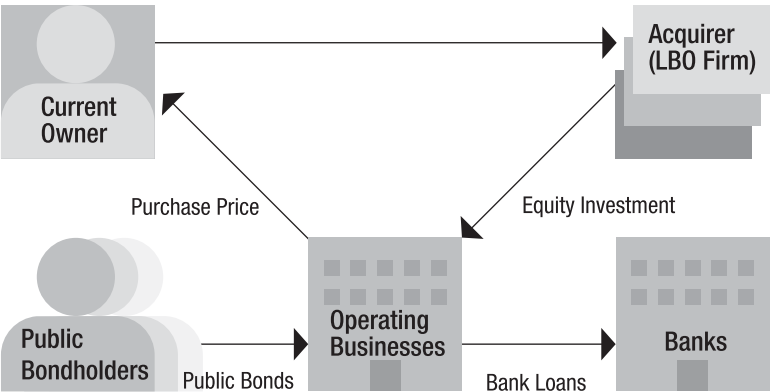 Acquirer
(LBO Firm)
Current
Owner
Purchase Price
Equity Investment
Public
Bondholders
Operating
Businesses
Banks
Public Bonds
Bank Loans